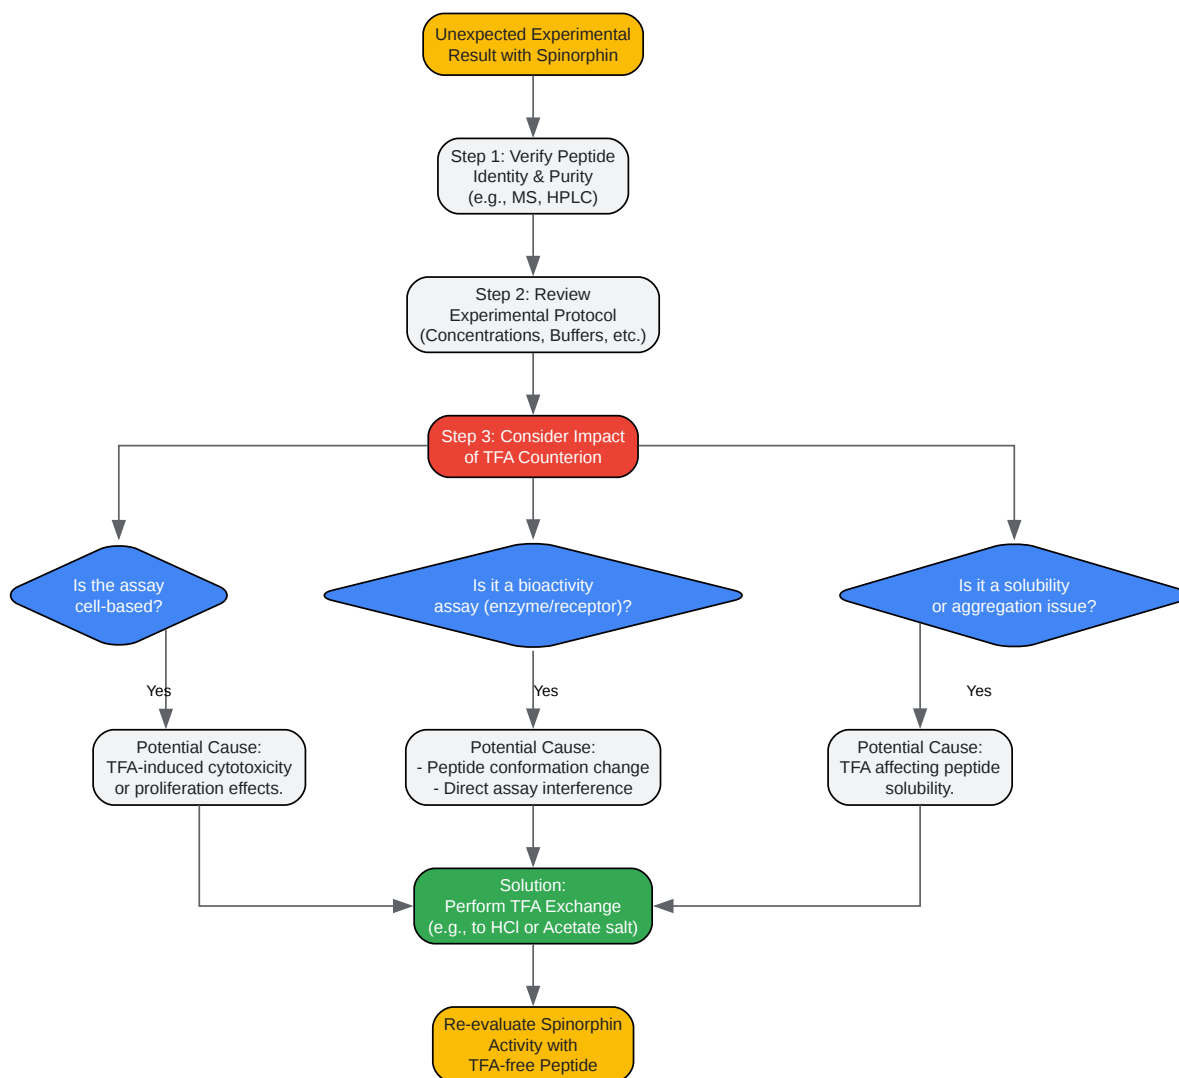 Unexpected Experimental
Result with Spinorphin
Step 1: Verify Peptide
Identity & Purity
(e.g., MS, HPLC)
Step 2: Review
Experimental Protocol
(Concentrations, Buffers, etc.)
Step 3: Consider Impact
of TFA Counterion
Is the assay
cell-based?
Is it a bioactivity
assay (enzyme/receptor)?
Is it a solubility
or aggregation issue?
Yes
Yes
Yes
Potential Cause:
TFA-induced cytotoxicity
or proliferation effects.
Potential Cause:
- Peptide conformation change
- Direct assay interference
Potential Cause:
TFA affecting peptide
solubility.
Solution:
Perform TFA Exchange
(e.g., to HCl or Acetate salt)
Re-evaluate Spinorphin
Activity with
TFA-free Peptide